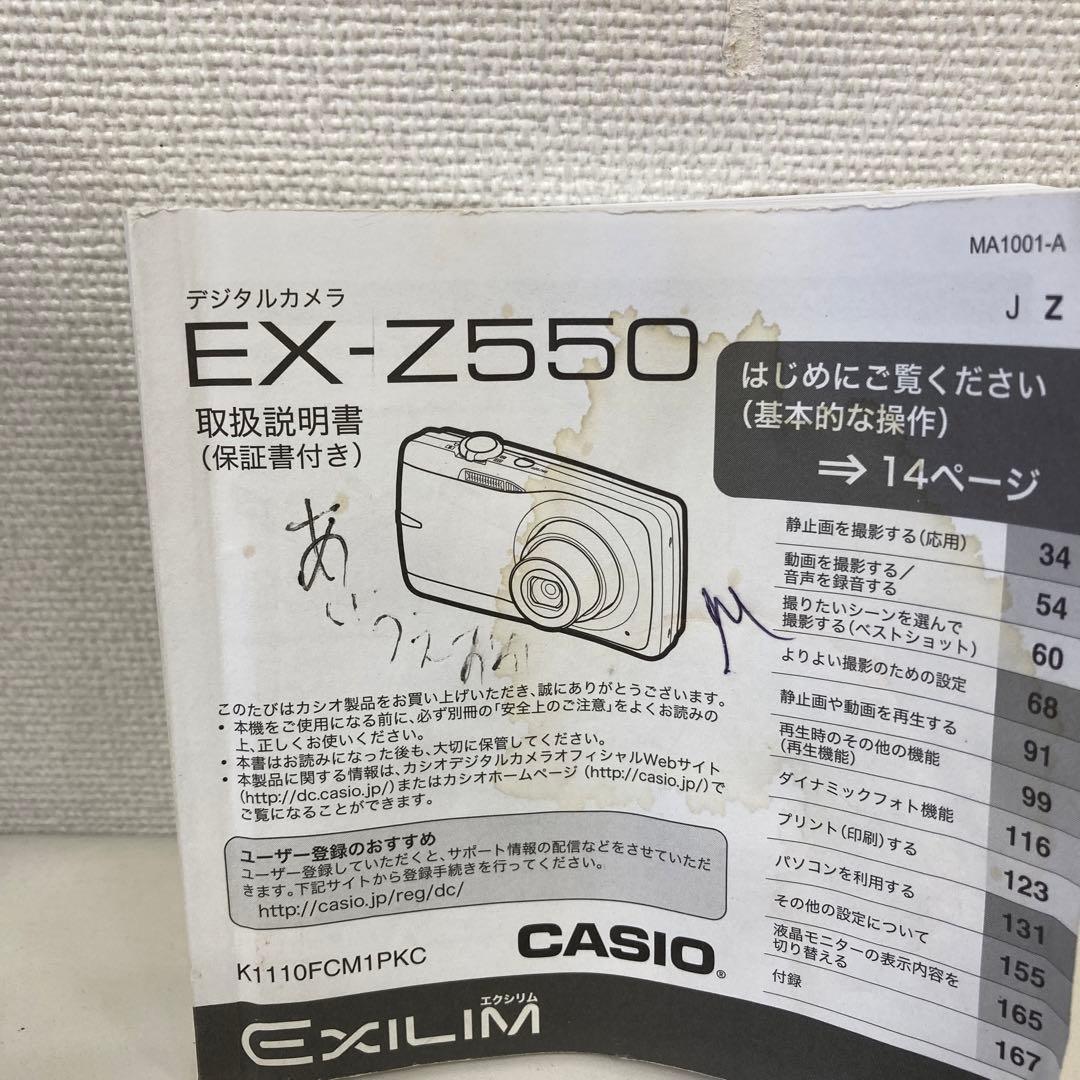 MA1001-A
デジタルカメラ
J Z
EX-Z550
取扱説明書
(保証書付き)
はじめにご覧ください
(基本的な操作)
⇒ 14ページ
静止画を撮影する(応用) 34
動画を撮影する/
音声を録音する 54
撮りたいシーンを選んで
撮影する(ベストショット) 60
よりよい撮影のための設定 68
静止画や動画を再生する 91
再生時のその他の機能
(再生機能) 99
ダイナミックフォト機能 116
プリント(印刷)する 123
パソコンを利用する 131
その他の設定について 155
液晶モニターの表示内容を
切り替える 165
付録 167
あ
いうえお
M
このたびはカシオ製品をお買い上げいただき、誠にありがとうございます。
• 本機をご使用になる前に、必ず別冊の「安全上のご注意」をよくお読みの
上、正しくお使いください。
• 本書はお読みになった後も、大切に保管してください。
• 本製品に関する情報は、カシオデジタルカメラオフィシャルWebサイト
(http://dc.casio.jp/)またはカシオホームページ(http://casio.jp/)で
ご覧になることができます。
ユーザー登録のおすすめ
ユーザー登録していただくと、サポート情報の配信などをさせていただ
きます。下記サイトから登録手続きを行ってください。
http://casio.jp/reg/dc/
K1110FCM1PKC
CASIO®
エクシリム
EXILIM